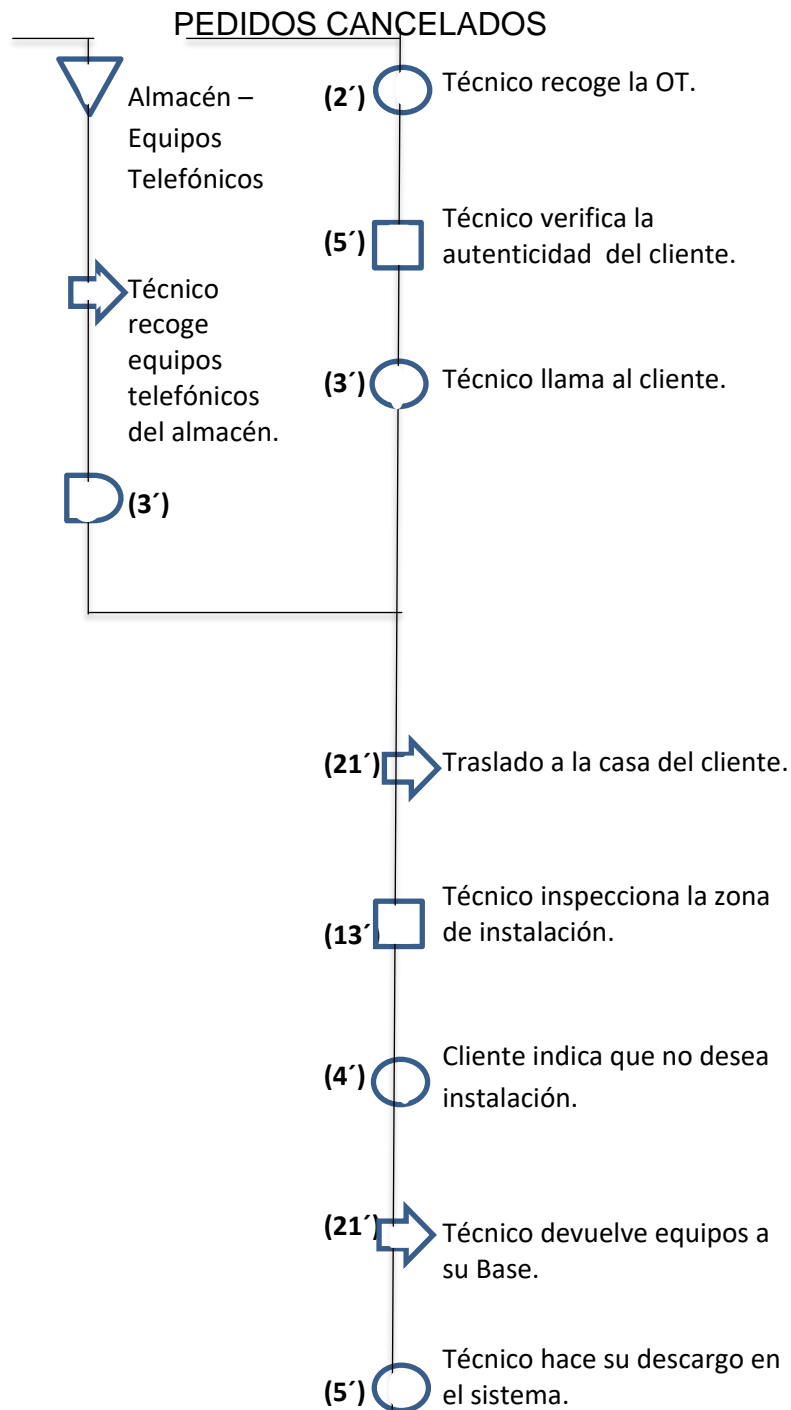 PEDIDOS CANCELADOS
Almacén –
Equipos
Telefónicos
Técnico
recoge
equipos
telefónicos
del almacén.
(3´)
(2´) Técnico recoge la OT.
(5´) Técnico verifica la
autenticidad del cliente.
(3´) Técnico llama al cliente.
(21´) Traslado a la casa del cliente.
(13´) Técnico inspecciona la zona
de instalación.
(4´) Cliente indica que no desea
instalación.
(21´) Técnico devuelve equipos a
su Base.
(5´) Técnico hace su descargo en
el sistema.